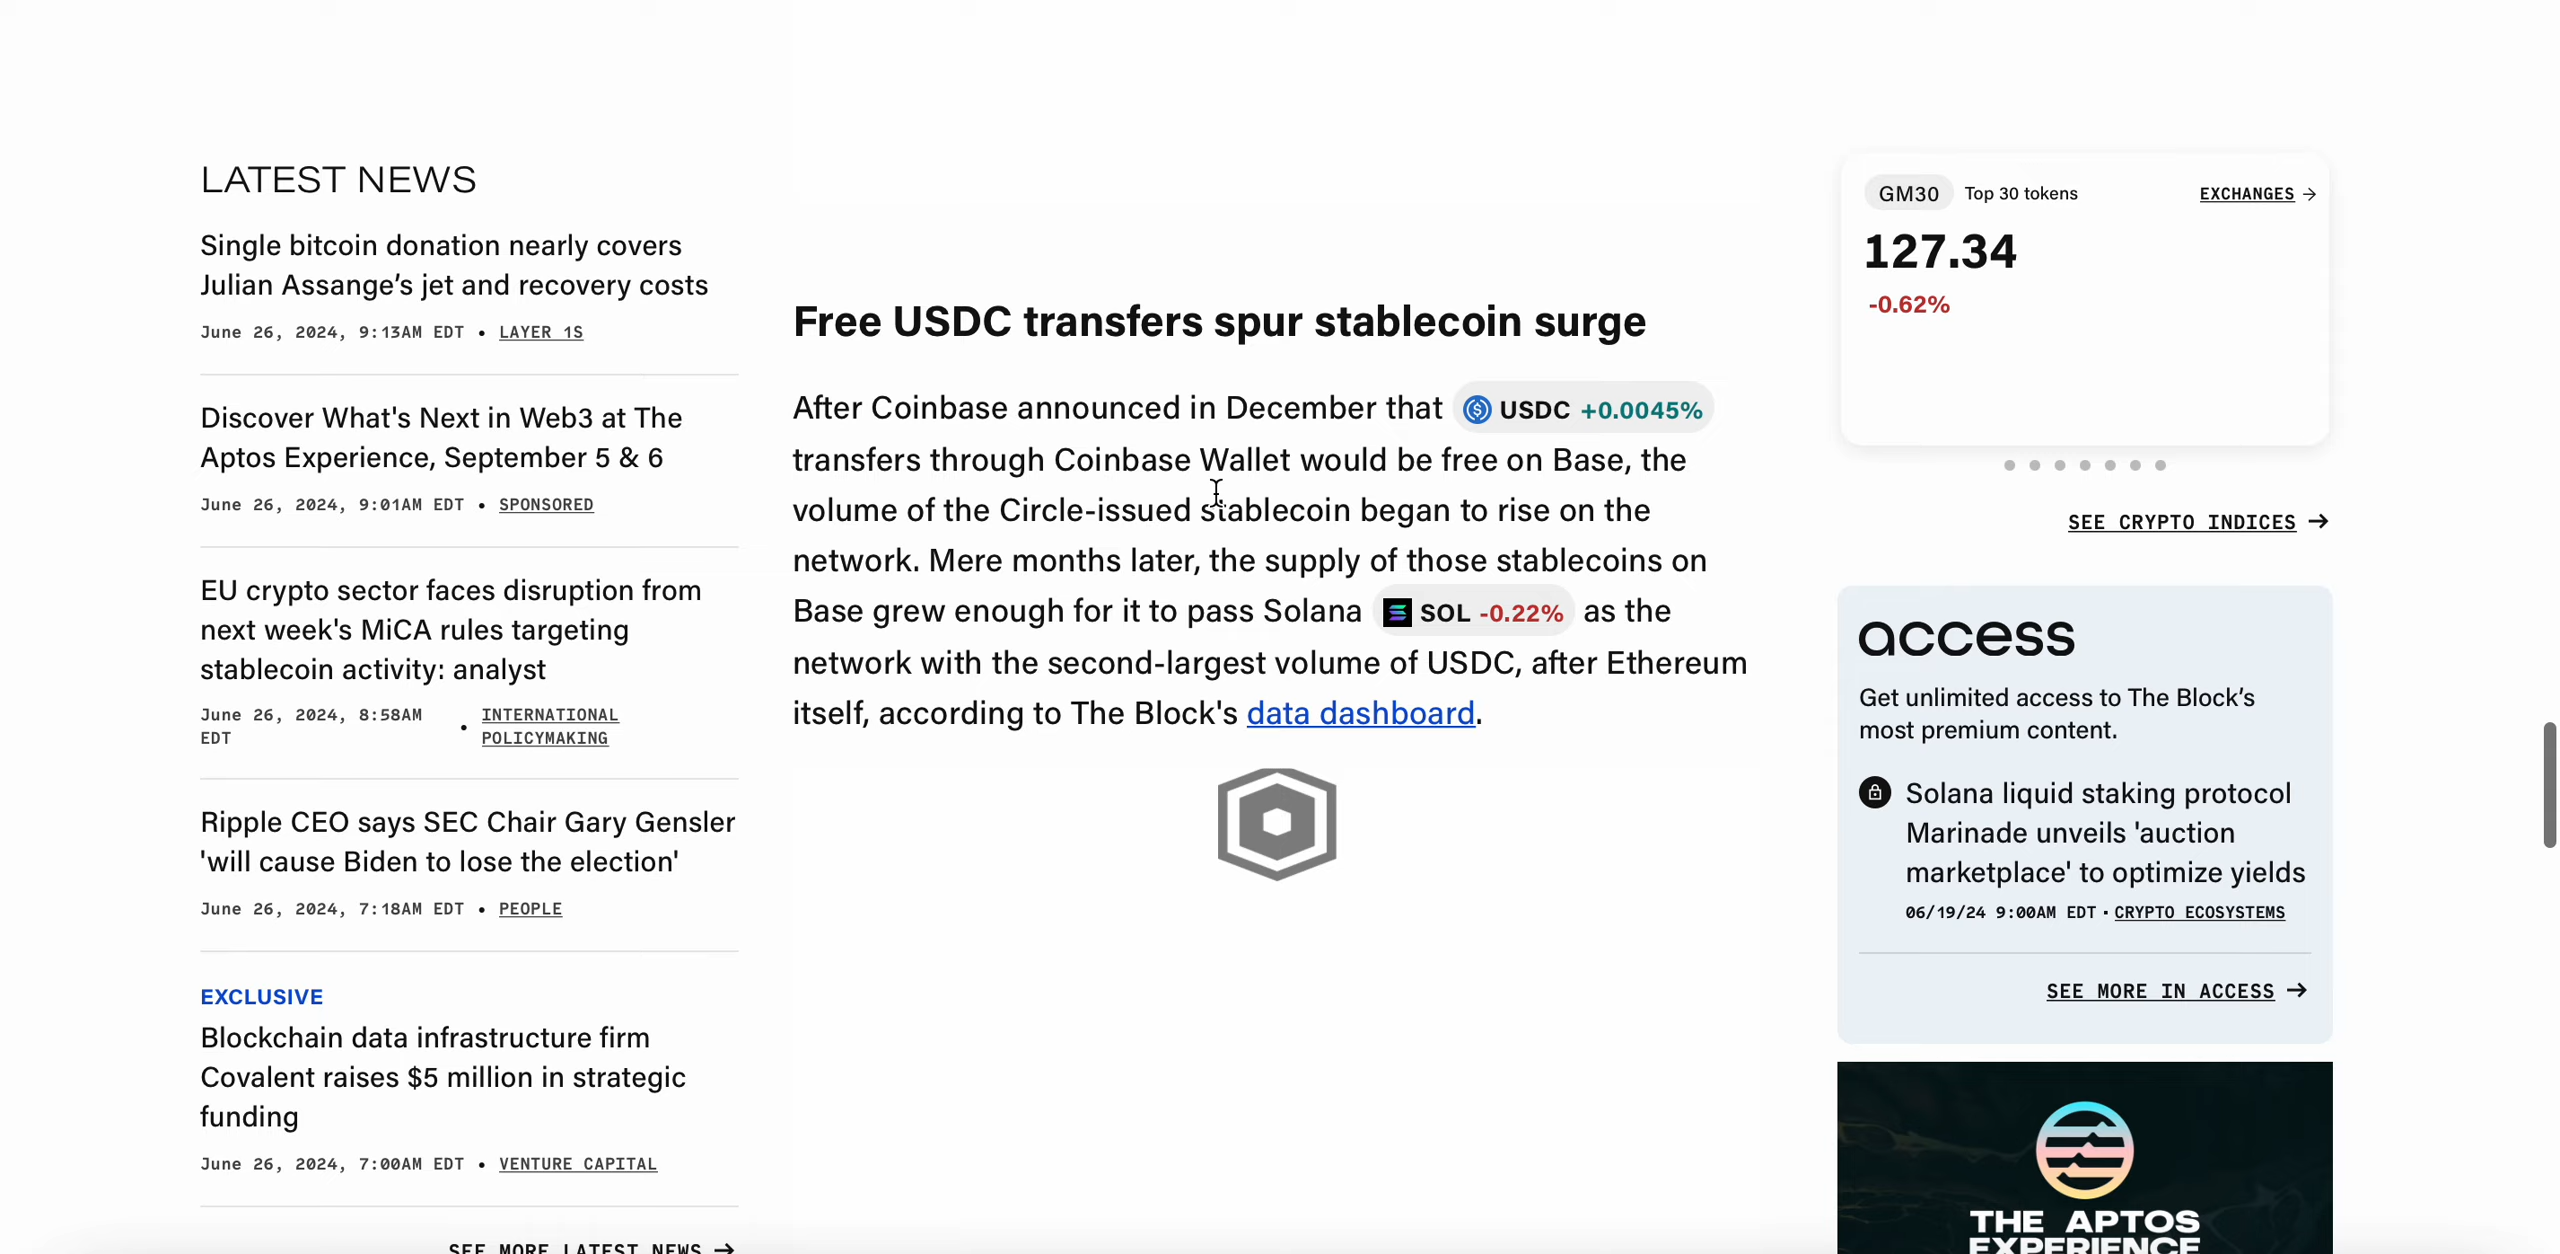 LATEST NEWS
Single bitcoin donation nearly covers
Julian Assange’s jet and recovery costs
June 26, 2024, 9:13AM EDT • LAYER 1S
Discover What's Next in Web3 at The
Aptos Experience, September 5 & 6
June 26, 2024, 9:01AM EDT • SPONSORED
EU crypto sector faces disruption from
next week's MiCA rules targeting
stablecoin activity: analyst
June 26, 2024, 8:58AM
EDT
• INTERNATIONAL
POLICYMAKING
Ripple CEO says SEC Chair Gary Gensler
'will cause Biden to lose the election'
June 26, 2024, 7:18AM EDT • PEOPLE
EXCLUSIVE
Blockchain data infrastructure firm
Covalent raises $5 million in strategic
funding
June 26, 2024, 7:00AM EDT • VENTURE CAPITAL
SEE MORE LATEST NEWS →
Free USDC transfers spur stablecoin surge
After Coinbase announced in December that USDC +0.0045%
transfers through Coinbase Wallet would be free on Base, the
volume of the Circle-issued stablecoin began to rise on the
network. Mere months later, the supply of those stablecoins on
Base grew enough for it to pass Solana SOL -0.22% as the
network with the second-largest volume of USDC, after Ethereum
itself, according to The Block's data dashboard.
GM30 Top 30 tokens EXCHANGES →
127.34
-0.62%
SEE CRYPTO INDICES →
access
Get unlimited access to The Block’s
most premium content.
Solana liquid staking protocol
Marinade unveils 'auction
marketplace' to optimize yields
06/19/24 9:00AM EDT • CRYPTO ECOSYSTEMS
SEE MORE IN ACCESS →
THE APTOS
EXPERIENCE